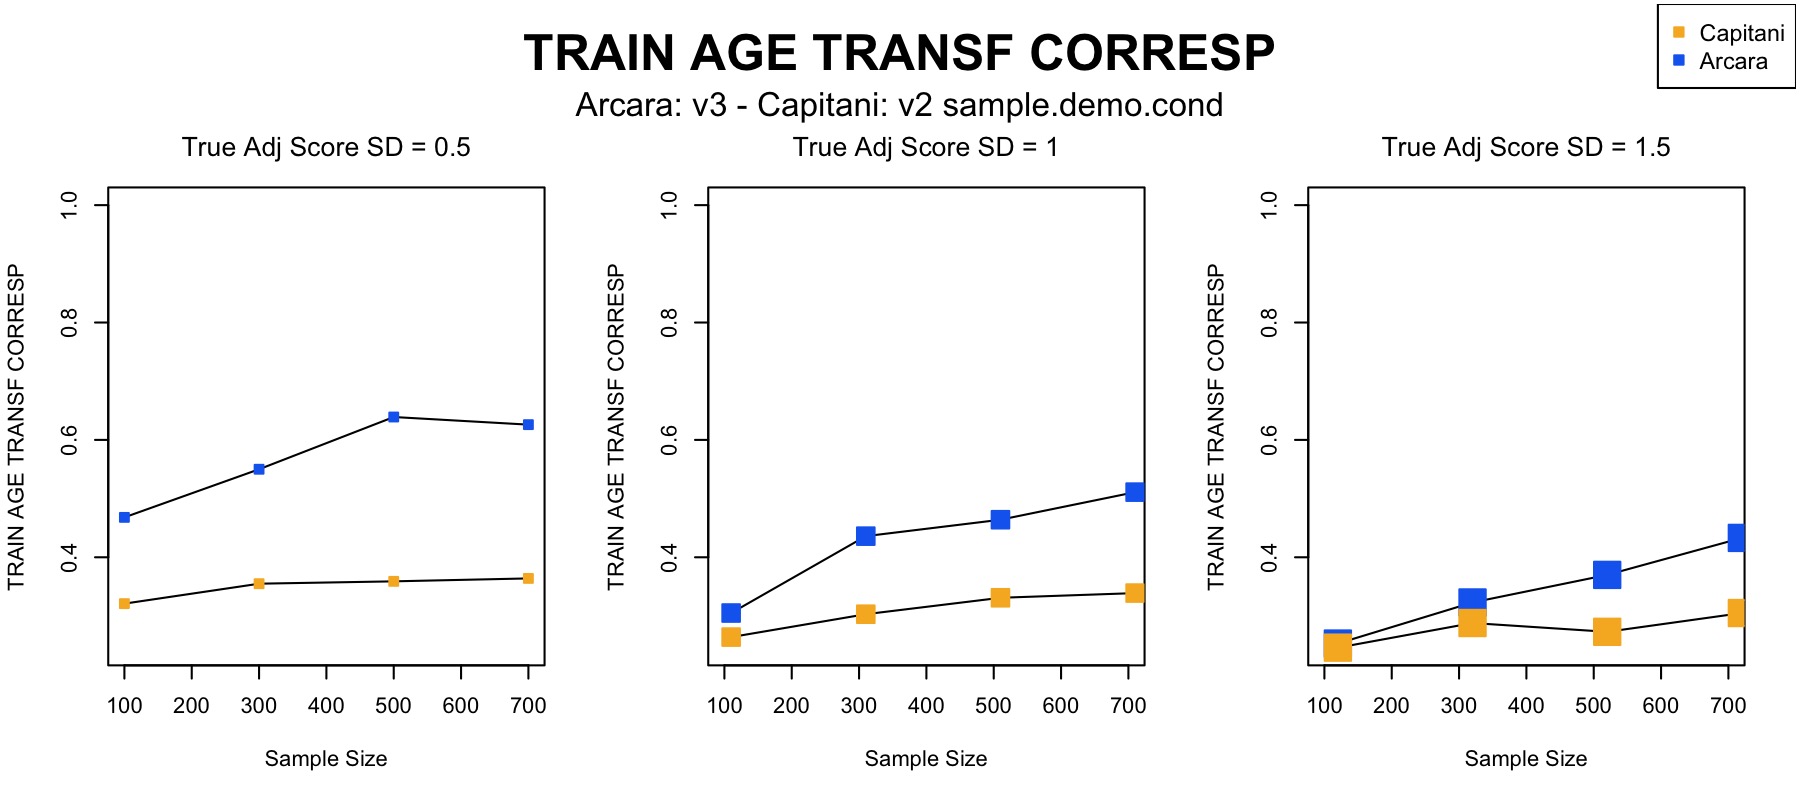 TRAIN AGE TRANSF CORRESP
Arcara: v3 - Capitani: v2 sample.demo.cond
Capitani
Arcara
True Adj Score SD = 0.5
TRAIN AGE TRANSF CORRESP
1.0
0.8
0.6
0.4
100 200 300 400 500 600 700
Sample Size
True Adj Score SD = 1
TRAIN AGE TRANSF CORRESP
1.0
0.8
0.6
0.4
100 200 300 400 500 600 700
Sample Size
True Adj Score SD = 1.5
TRAIN AGE TRANSF CORRESP
1.0
0.8
0.6
0.4
100 200 300 400 500 600 700
Sample Size